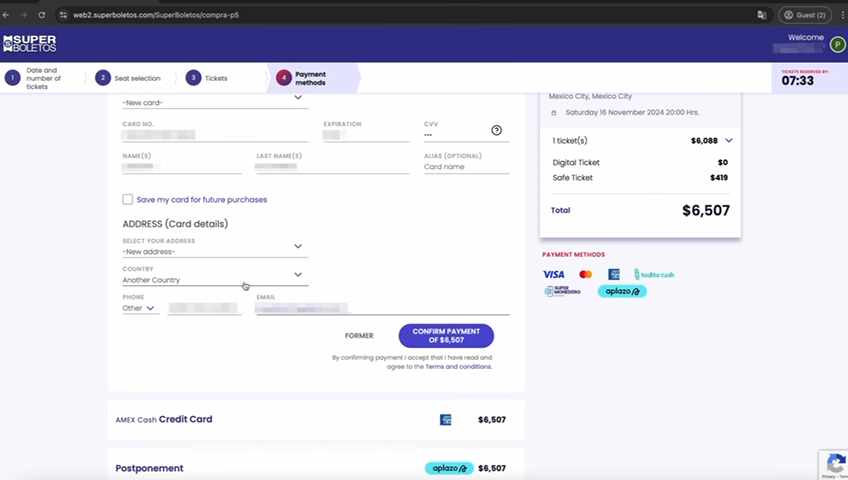 web2.superboletos.com/SuperBoletos/compra-p5
Guest (2)
SUPER
BOLETOS
Welcome
P
1
Date and
number of
tickets
2
Seat selection
3
Tickets
4
Payment
methods
TICKETS RESERVED BY:
07:33
-New card-
CARD NO.
EXPIRATION
CVV
---
?
NAME(S)
LAST NAME(S)
ALIAS (OPTIONAL)
Card name
Save my card for future purchases
ADDRESS (Card details)
SELECT YOUR ADDRESS
-New address-
COUNTRY
Another Country
PHONE
EMAIL
Other
FORMER
CONFIRM PAYMENT
OF $6,507
By confirming payment I accept that I have read and
agree to the Terms and conditions.
AMEX Cash Credit Card
$6,507
Postponement
aplazo
$6,507
Mexico City, Mexico City
Saturday 16 November 2024 20:00 Hrs.
1 ticket(s)
$6,088
Digital Ticket
$0
Safe Ticket
$419
Total
$6,507
PAYMENT METHODS
VISA
todito cash
SUPER
MONEDERO
aplazo
Privacy - Term